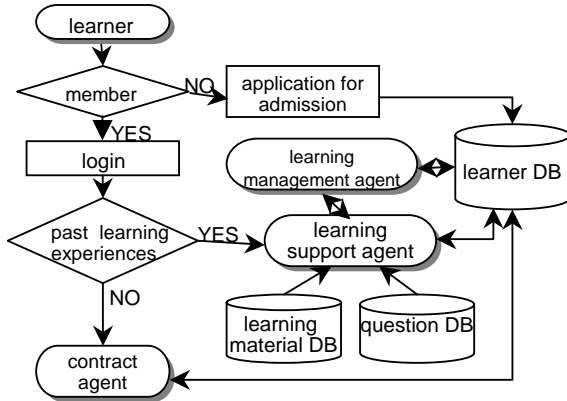 learner
member
NO
application for
admission
YES
login
learning
management agent
learner DB
past learning
experiences
YES
learning
support agent
NO
learning
material DB
question DB
contract
agent